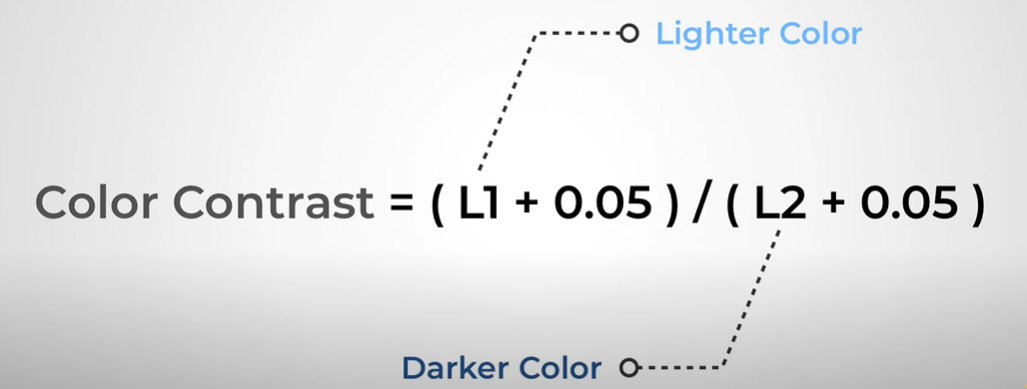 Lighter Color
Color Contrast = ( L1 + 0.05 ) / ( L2 + 0.05 )
Darker Color